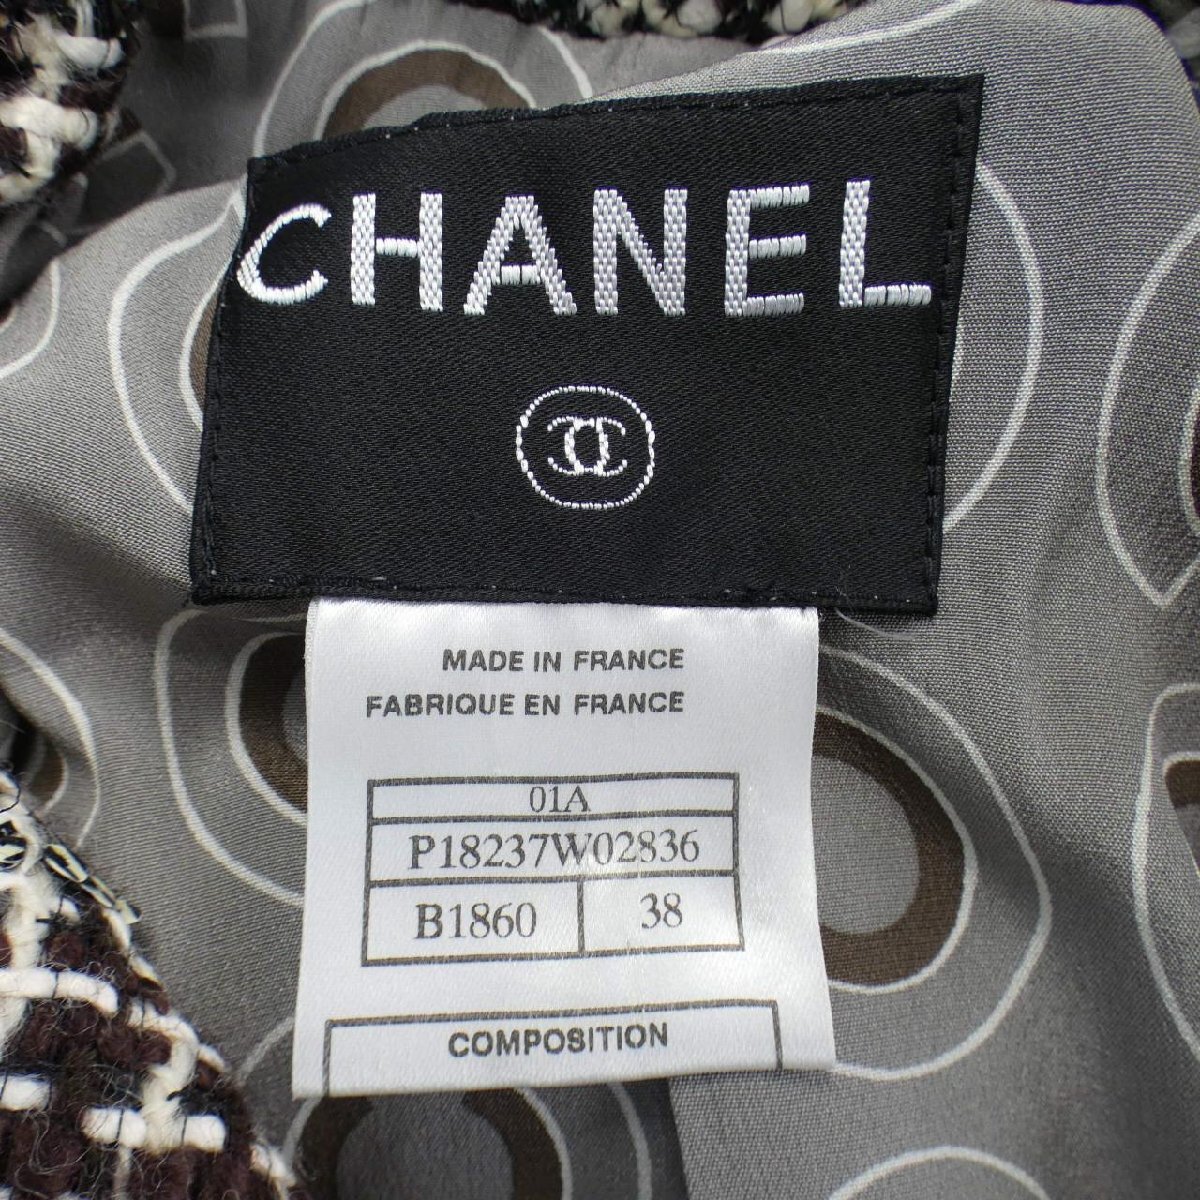 CHANEL
MADE IN FRANCE
FABRIQUE EN FRANCE
01A
P18237W02836
B1860 38
COMPOSITION